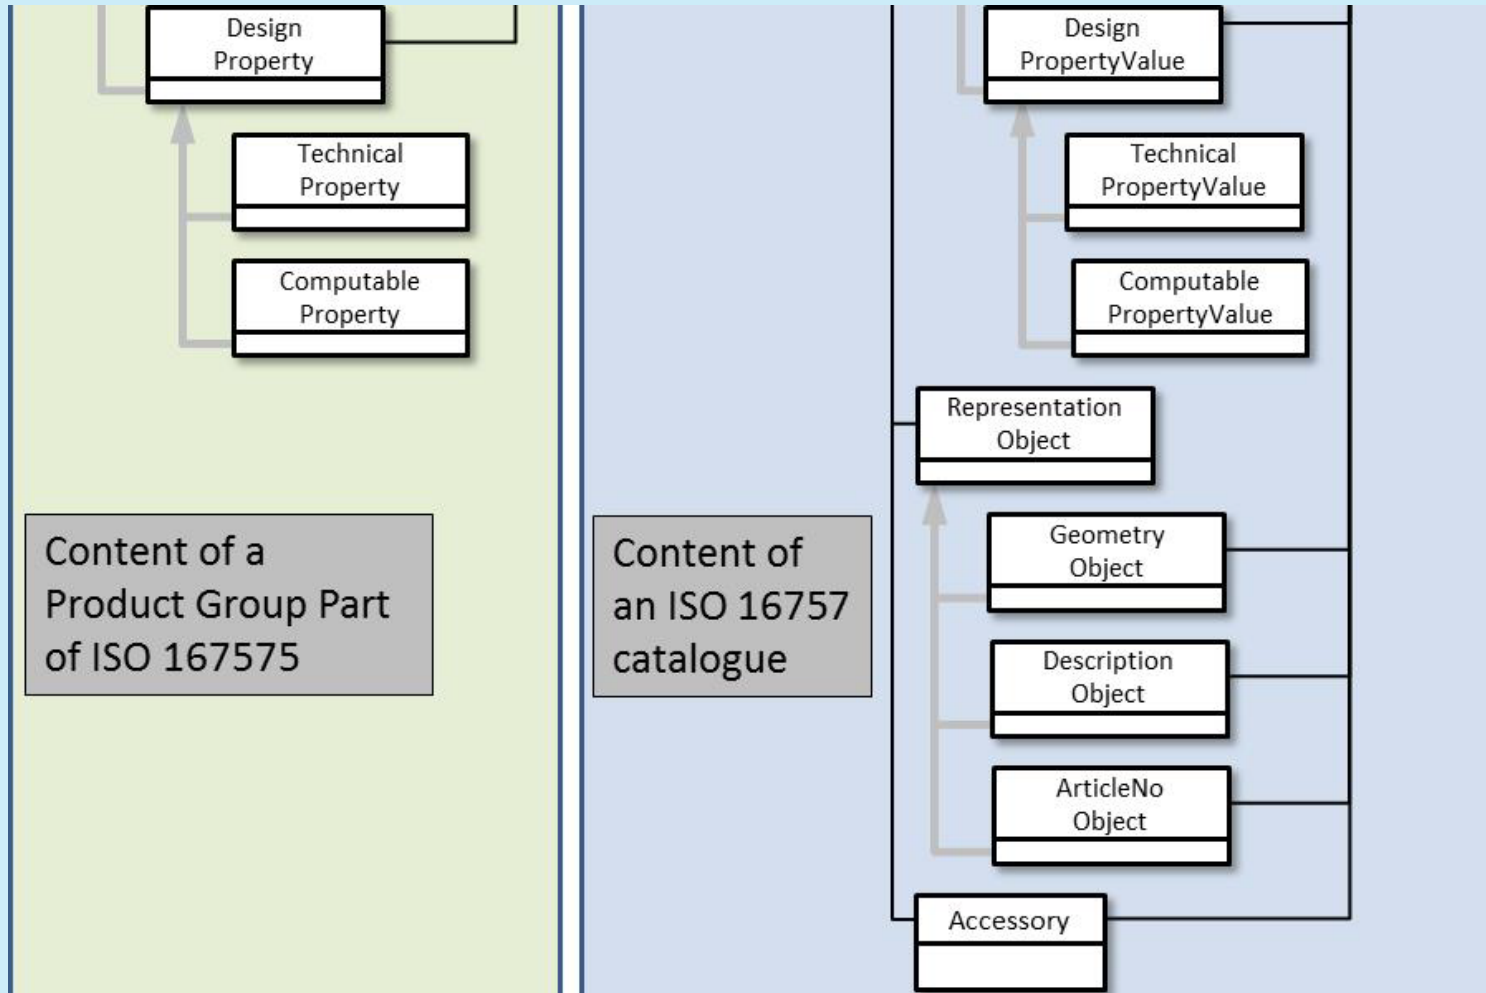 Design
Property
Technical
Property
Computable
Property
Content of a
Product Group Part
of ISO 167575
Design
PropertyValue
Technical
PropertyValue
Computable
PropertyValue
Representation
Object
Content of
an ISO 16757
catalogue
Geometry
Object
Description
Object
ArticleNo
Object
Accessory